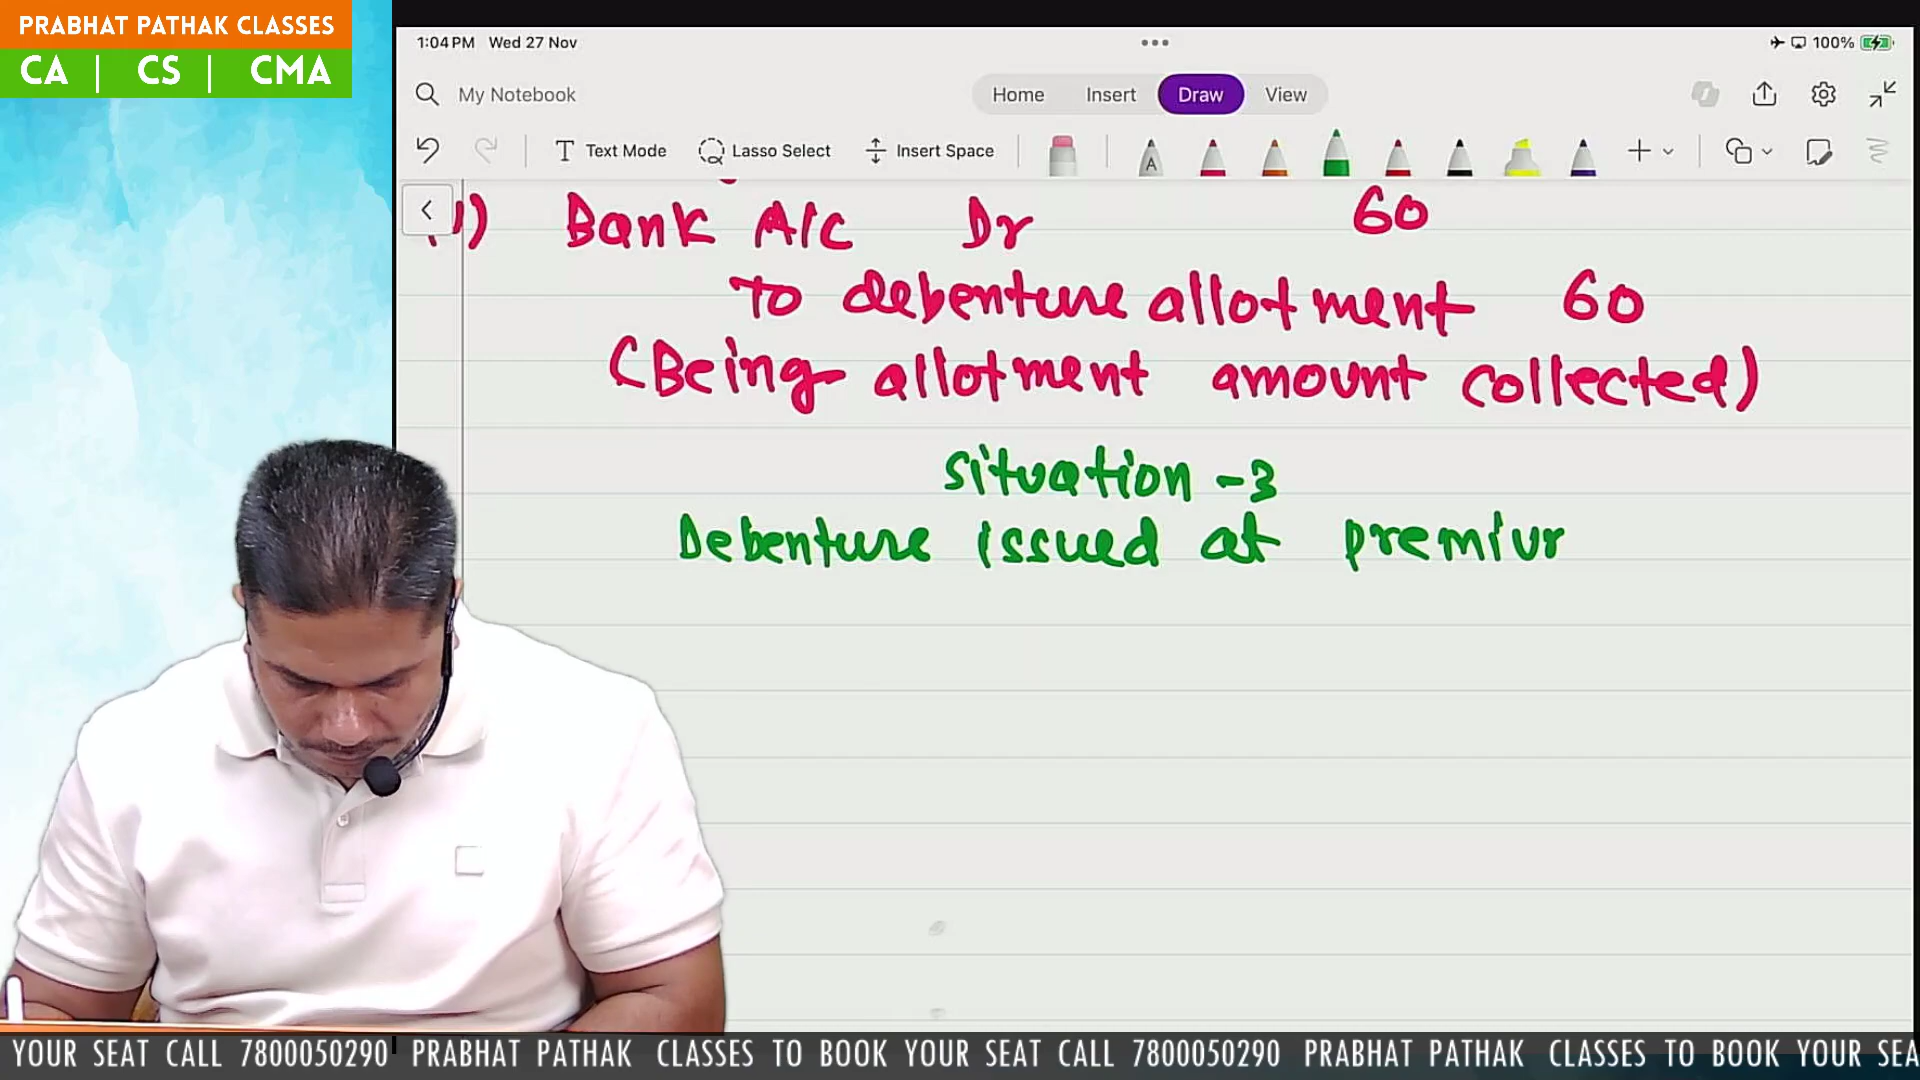 PRABHAT PATHAK CLASSES
CA | CS | CMA
1:04 PM Wed 27 Nov
100%
My Notebook
Home Insert Draw View
Text Mode Lasso Select Insert Space
A
Bank A/C Dr 60
To debenture allotment 60
(Being allotment amount collected)
Situation -3
Debenture issued at premiur
YOUR SEAT CALL 7800050290 PRABHAT PATHAK CLASSES TO BOOK YOUR SEAT CALL 7800050290 PRABHAT PATHAK CLASSES TO BOOK YOUR SEA